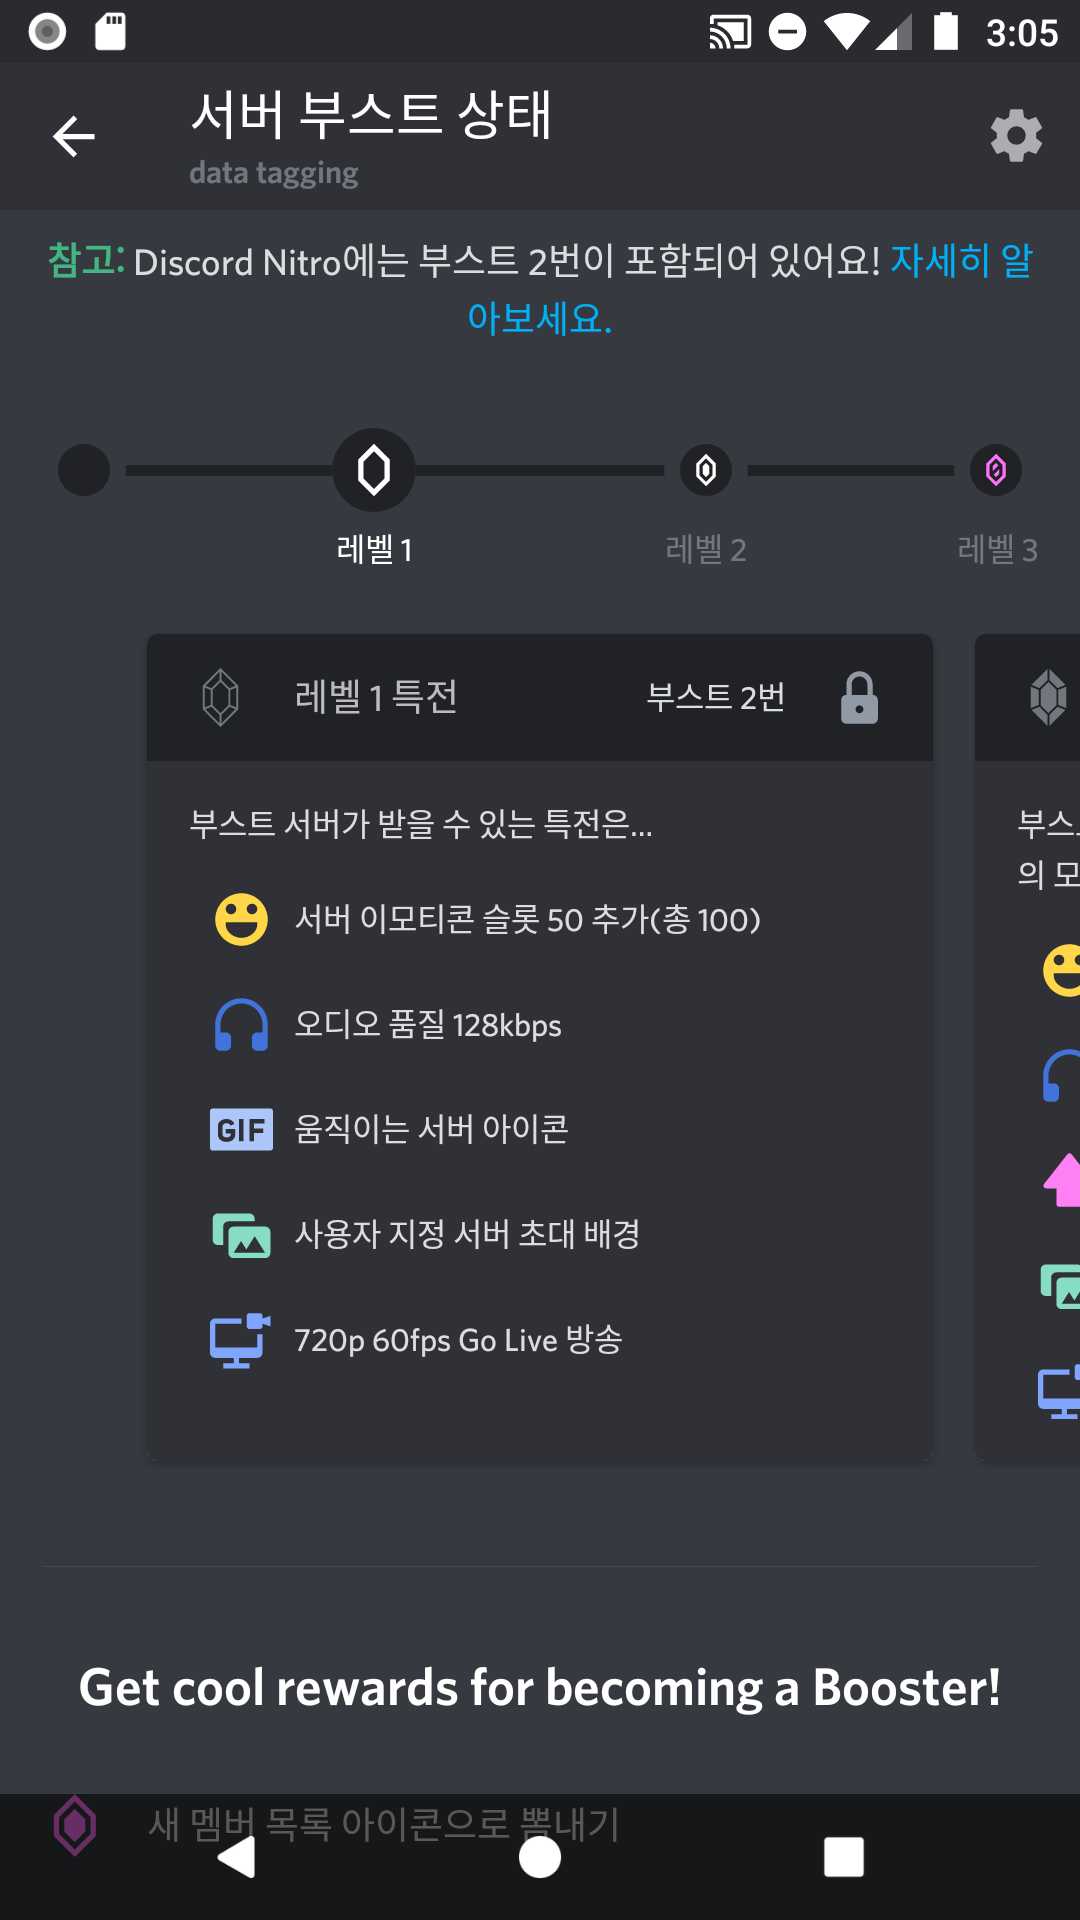 3:05
서버 부스트 상태
data tagging
참고: Discord Nitro에는 부스트 2번이 포함되어 있어요! 자세히 알
아보세요.
레벨 1
레벨 2
레벨 3
레벨 1 특전
부스트 2번
부스트 서버가 받을 수 있는 특전은...
서버 이모티콘 슬롯 50 추가(총 100)
오디오 품질 128kbps
GIF 움직이는 서버 아이콘
사용자 지정 서버 초대 배경
720p 60fps Go Live 방송
의 모
Get cool rewards for becoming a Booster!
새 멤버 목록 아이콘으로 뽐내기